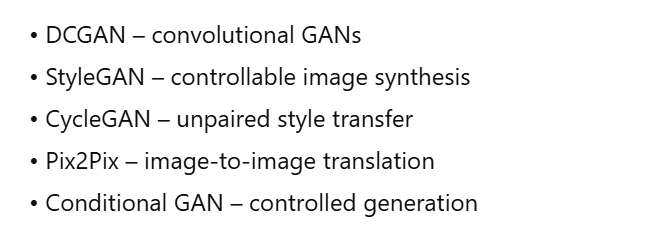 • DCGAN – convolutional GANs
• StyleGAN – controllable image synthesis
• CycleGAN – unpaired style transfer
• Pix2Pix – image-to-image translation
• Conditional GAN – controlled generation